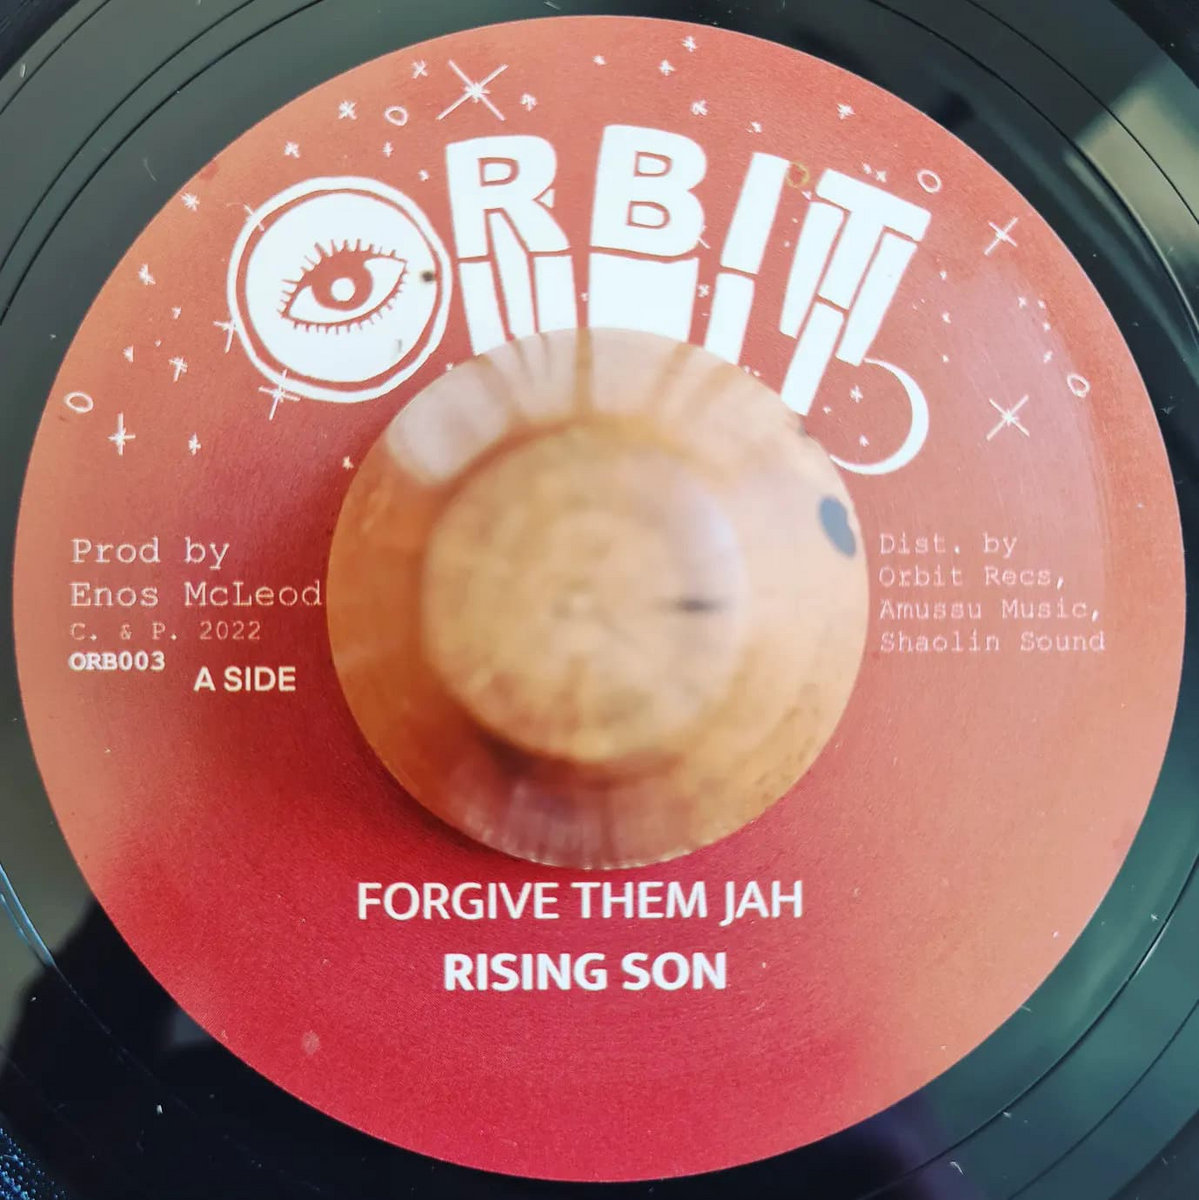 ORBIT
Prod by
Enos McLeod
C. & P. 2022
ORB003
A SIDE
Dist. by
Orbit Recs,
Amussu Music,
Shaolin Sound
FORGIVE THEM JAH
RISING SON